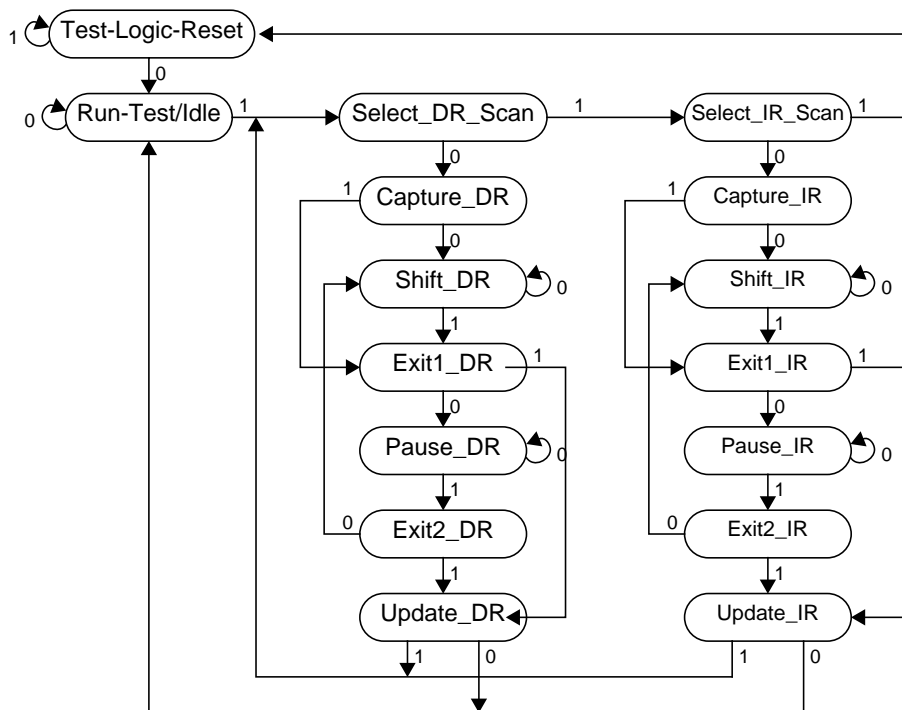 Test-Logic-Reset
1
0
Run-Test/Idle
0
1
Select_DR_Scan
1
Select_IR_Scan
1
0
0
1
Capture_DR
1
Capture_IR
0
0
Shift_DR
0
Shift_IR
0
1
1
Exit1_DR
1
Exit1_IR
1
0
0
Pause_DR
0
Pause_IR
0
1
1
0
Exit2_DR
0
Exit2_IR
1
1
Update_DR
Update_IR
1
0
1
0